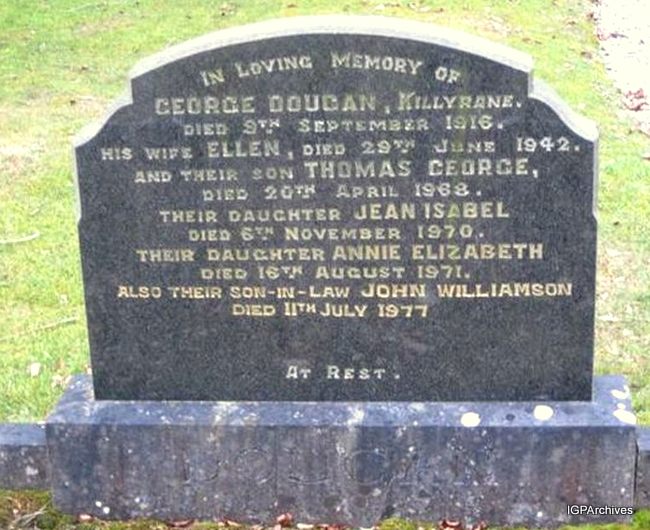 IN LOVING MEMORY OF
GEORGE DOUGAN, KILLYRANE.
DIED 9TH SEPTEMBER 1916.
HIS WIFE ELLEN, DIED 29TH JUNE 1942.
AND THEIR SON THOMAS GEORGE,
DIED 20TH APRIL 1968.
THEIR DAUGHTER JEAN ISABEL
DIED 6TH NOVEMBER 1970.
THEIR DAUGHTER ANNIE ELIZABETH
DIED 16TH AUGUST 1971.
ALSO THEIR SON-IN-LAW JOHN WILLIAMSON
DIED 11TH JULY 1977
AT REST.
DOUGAN
IGPArchives